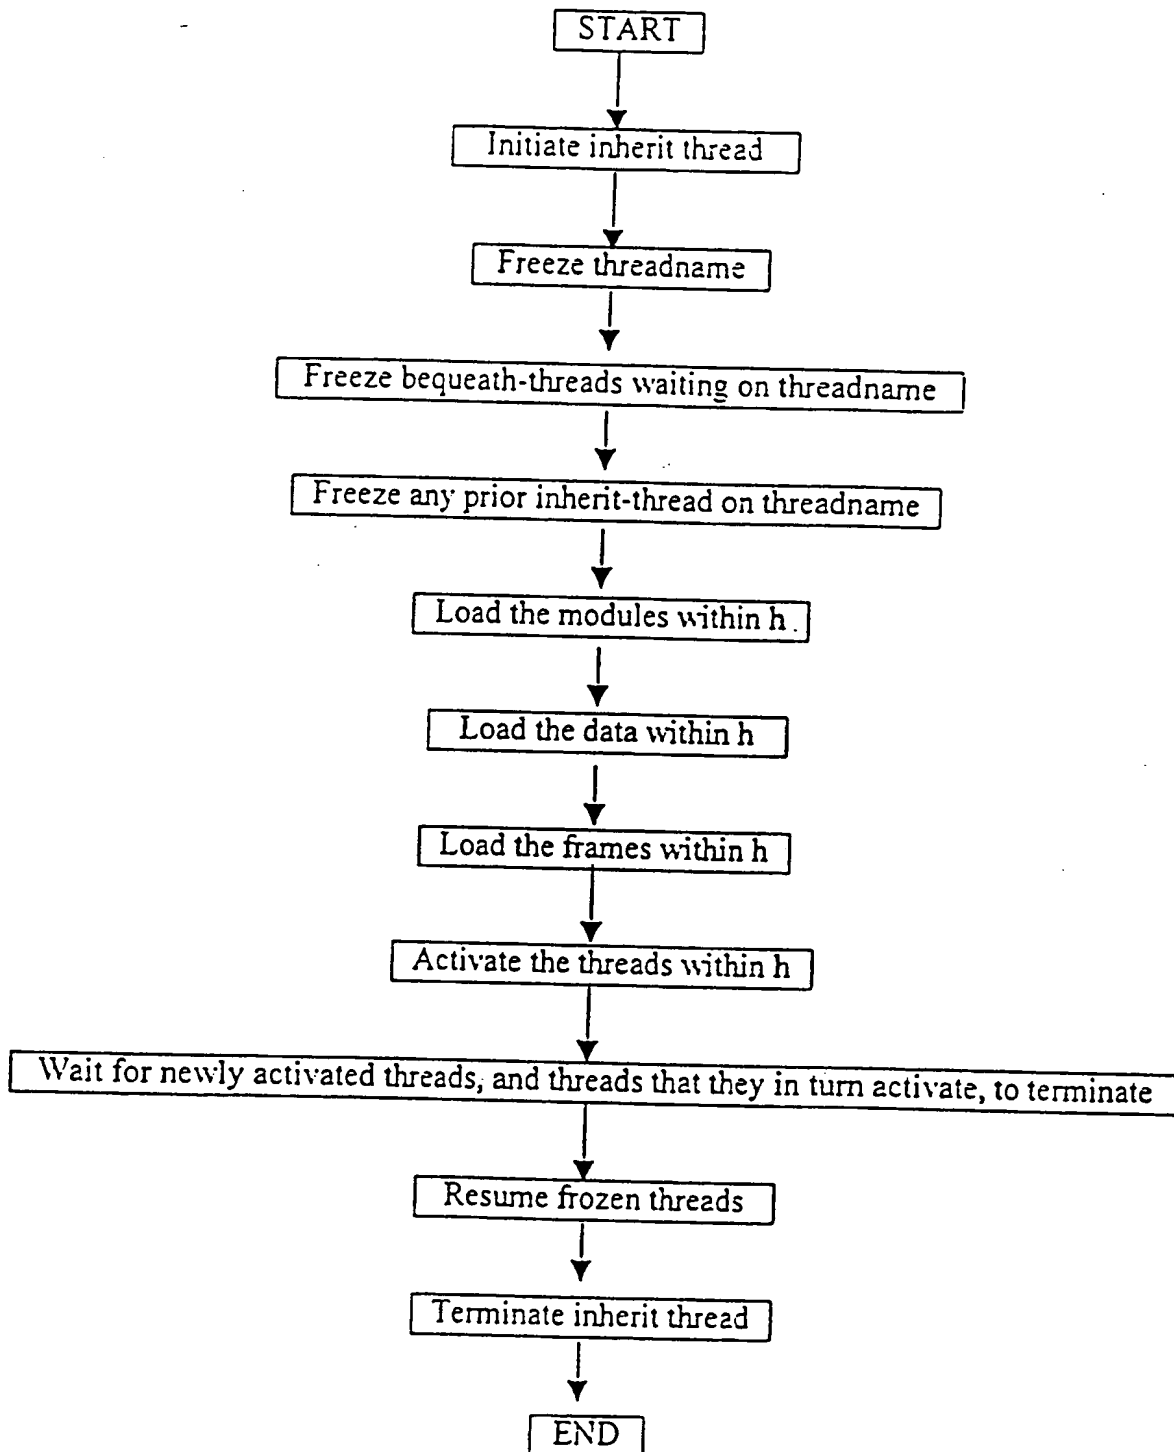 START
Initiate inherit thread
Freeze threadname
Freeze bequeath-threads waiting on threadname
Freeze any prior inherit-thread on threadname
Load the modules within h
Load the data within h
Load the frames within h
Activate the threads within h
Wait for newly activated threads, and threads that they in turn activate, to terminate
Resume frozen threads
Terminate inherit thread
END